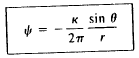 ψ = − κ/2π sin θ/r